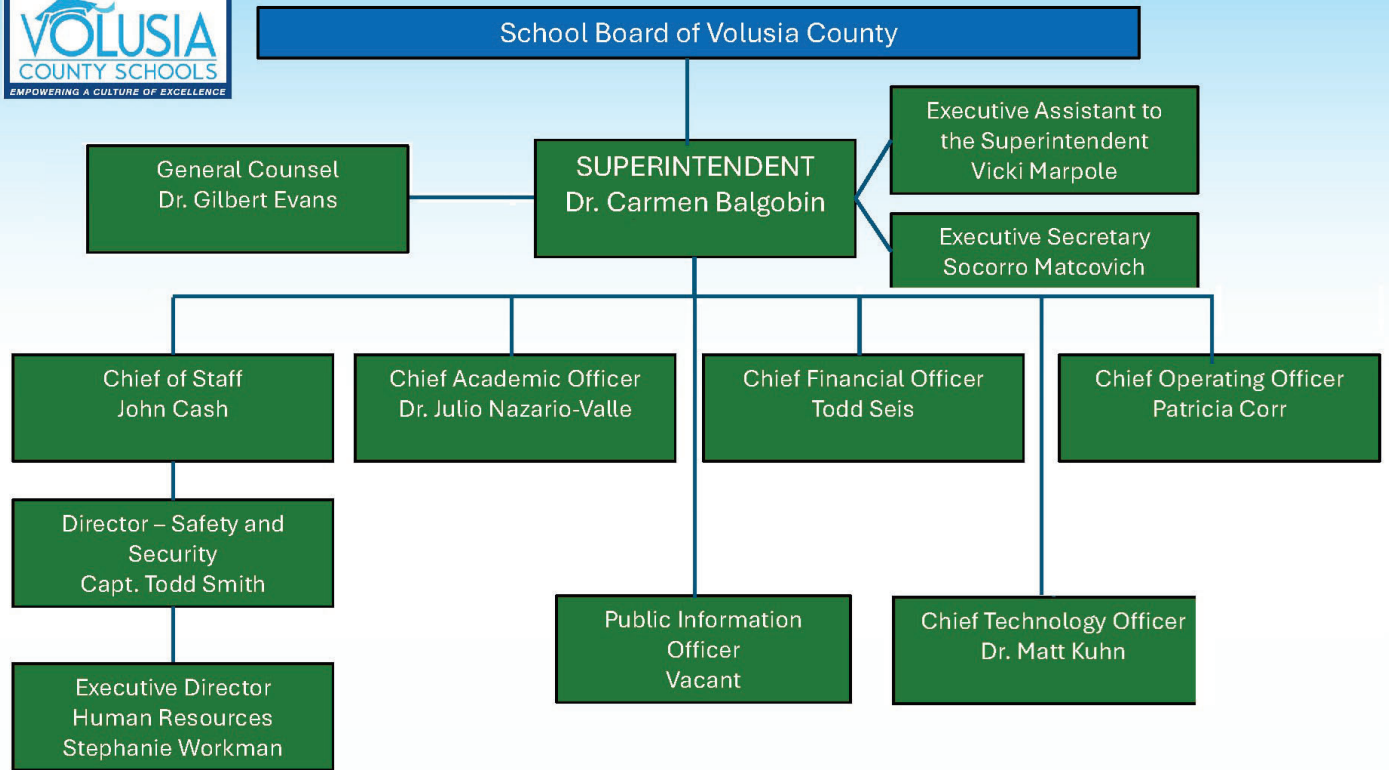 VOLUSIA
COUNTY SCHOOLS
EMPOWERING A CULTURE OF EXCELLENCE
School Board of Volusia County
General Counsel
Dr. Gilbert Evans
SUPERINTENDENT
Dr. Carmen Balgobin
Executive Assistant to
the Superintendent
Vicki Marpole
Executive Secretary
Socorro Matcovich
Chief of Staff
John Cash
Chief Academic Officer
Dr. Julio Nazario-Valle
Chief Financial Officer
Todd Seis
Chief Operating Officer
Patricia Corr
Director – Safety and
Security
Capt. Todd Smith
Public Information
Officer
Vacant
Chief Technology Officer
Dr. Matt Kuhn
Executive Director
Human Resources
Stephanie Workman